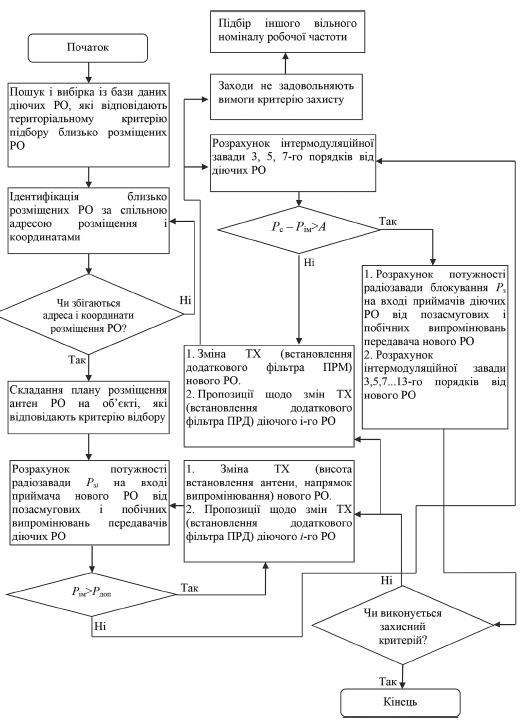 Початок
Пошук і вибірка із бази даних
діючих РО, які відповідають
територіальному критерію
підбору близько розміщених
РО
Ідентифікація близько
розміщених РО за спільною
адресою розміщення і
координатами
Чи збігаються
адреса і координати
розміщення РО?
Ні
Так
Складання плану розміщення
антен РО на об’єкті, які
відповідають критерію відбору
Розрахунок потужності
радіозавади Pзі на вході
приймача нового РО від
позасмугових і побічних
випромінювань передавачів
діючих РО
Pім>Pдоп
Так
Ні
Підбір іншого вільного
номіналу робочої частоти
Заходи не задовольняють
вимоги критерію захисту
Розрахунок інтермодуляційної
завади 3, 5, 7-го порядків від
діючих РО
Pс – Pім>A
Так
Ні
1. Зміна ТХ (встановлення
додаткового фільтра ПРМ)
нового РО.
2. Пропозиції щодо змін ТХ
(встановлення додаткового
фільтра ПРД) діючого і-го РО
1. Зміна ТХ (висота
встановлення антени, напрямок
випромінювання) нового РО.
2. Пропозиції щодо змін ТХ
(встановлення додаткового
фільтра ПРД) діючого і-го РО
1. Розрахунок потужності
радіозавади блокування Pз
на вході приймачів діючих
РО від позасмугових і
побічних випромінювань
передавача нового РО
2. Розрахунок
інтермодуляційної завади
3,5,7...13-го порядків від
нового РО
Ні
Чи виконується
захисний
критерій?
Так
Кінець